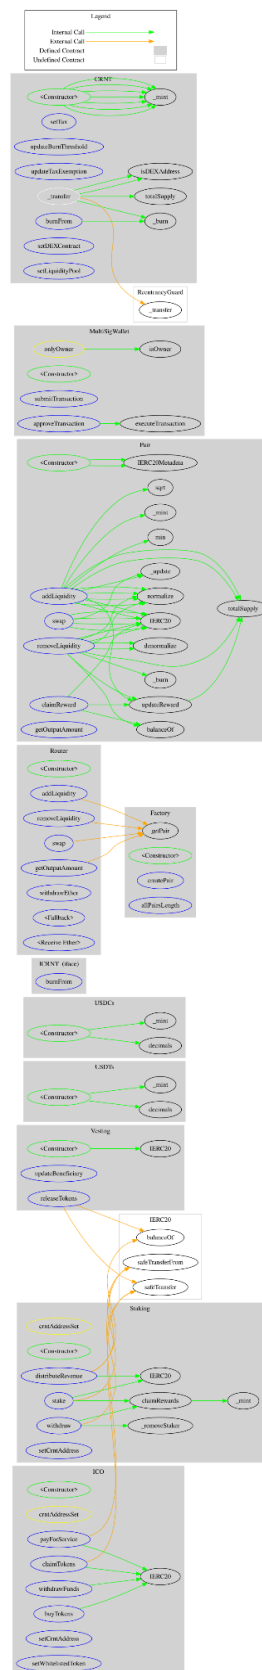 Legend
Internal Call
External Call
Defined Contract
Undefined Contract
CRNT
<Constructor>
_mint
setTax
updateBurnThreshold
updateTaxExemption
isDEXAddress
_transfer
totalSupply
burnFrom
_burn
setDEXContract
setLiquidityPool
ReentrancyGuard
_transfer
MultiSigWallet
onlyOwner
isOwner
<Constructor>
submitTransaction
approveTransaction
executeTransaction
Pair
<Constructor>
IERC20Metadata
sqrt
_mint
min
_update
addLiquidity
normalize
totalSupply
swap
IERC20
removeLiquidity
denormalize
_burn
claimReward
updateReward
getOutputAmount
balanceOf
Router
<Constructor>
addLiquidity
Factory
removeLiquidity
_getPair
swap
<Constructor>
getOutputAmount
createPair
withdrawEther
allPairsLength
<Fallback>
<Receive Ether>
ICRNT (iface)
burnFrom
USDCs
_mint
<Constructor>
decimals
USDTs
_mint
<Constructor>
decimals
Vesting
<Constructor>
IERC20
updateBeneficiary
releaseTokens
IERC20
balanceOf
safeTransferFrom
safeTransfer
Staking
crntAddressSet
<Constructor>
distributeRevenue
IERC20
stake
claimRewards
_mint
withdraw
_removeStaker
setCrntAddress
ICO
<Constructor>
crntAddressSet
payForService
claimTokens
IERC20
withdrawFunds
buyTokens
setCrntAddress
setWhitelistedToken